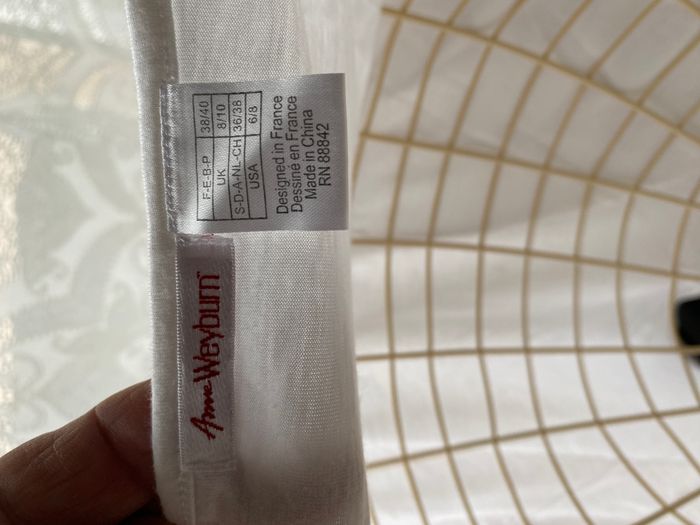 F-E-B-P 38/40
UK 8/10
S-D-A-NL-CH 36/38
USA 6/8
Designed in France
Dessiné en France
Made in China
RN 88842
Anne Weyburn™